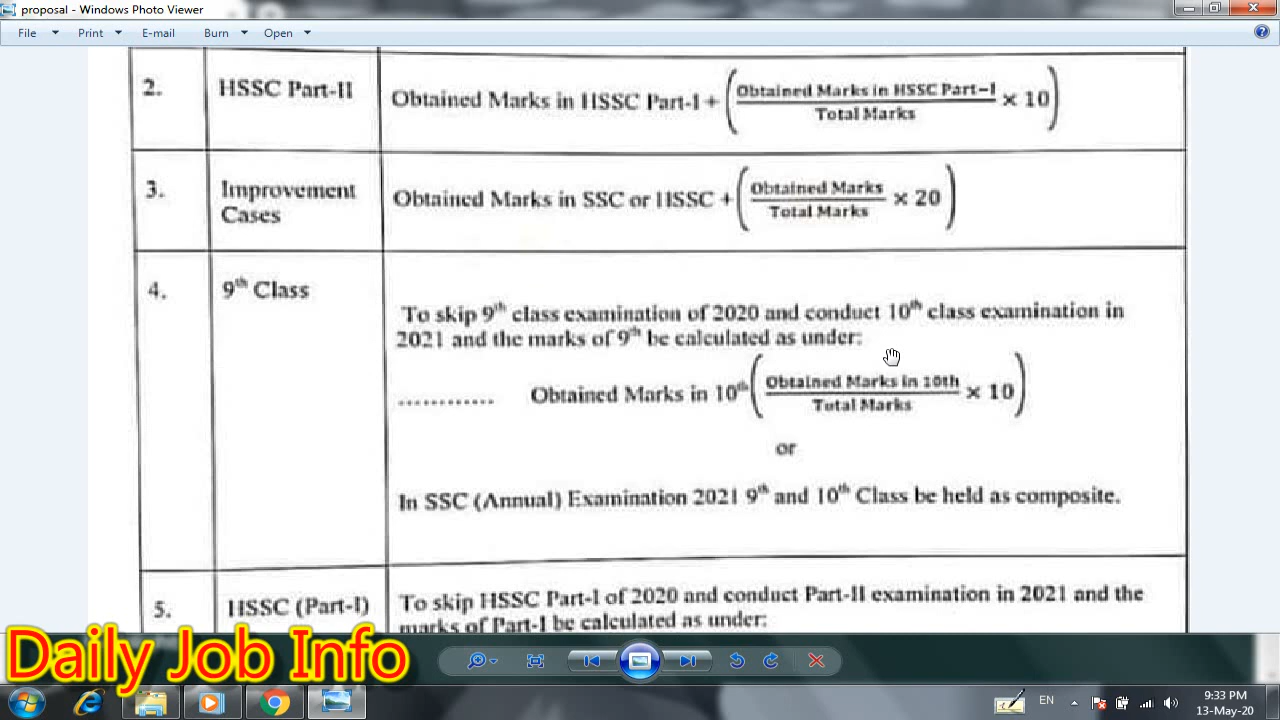 proposal - Windows Photo Viewer
File Print E-mail Burn Open
2. HSSC Part-II Obtained Marks in HSSC Part-I + (Obtained Marks in HSSC Part-I / Total Marks × 10)
3. Improvement Cases Obtained Marks in SSC or HSSC + (Obtained Marks / Total Marks × 20)
4. 9th Class
To skip 9th class examination of 2020 and conduct 10th class examination in
2021 and the marks of 9th be calculated as under:
............ Obtained Marks in 10th (Obtained Marks in 10th / Total Marks × 10)
or
In SSC (Annual) Examination 2021 9th and 10th Class be held as composite.
5. HSSC (Part-I) To skip HSSC Part-I of 2020 and conduct Part-II examination in 2021 and the
marks of Part-I be calculated as under:
Daily Job Info
EN
9:33 PM
13-May-20